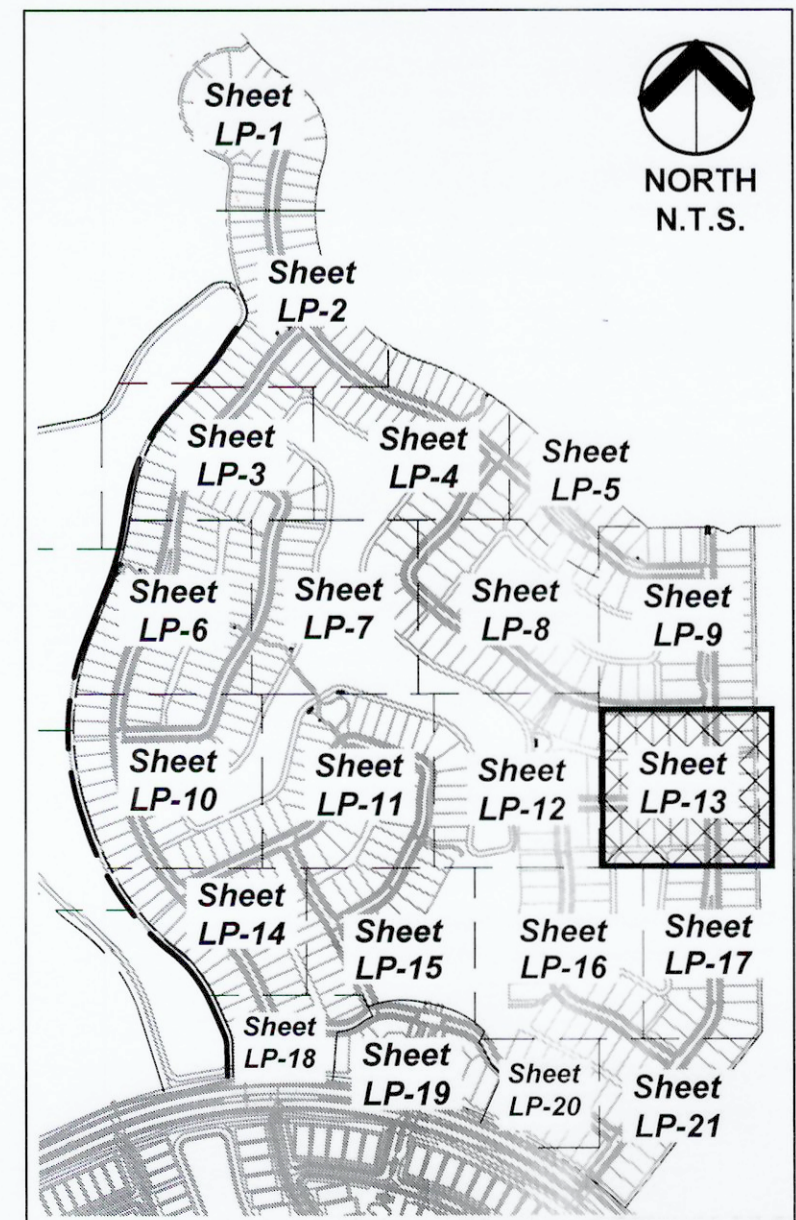 Sheet
LP-1
NORTH
N.T.S.
Sheet
LP-2
Sheet
LP-3
Sheet
LP-4
Sheet
LP-5
Sheet
LP-6
Sheet
LP-7
Sheet
LP-8
Sheet
LP-9
Sheet
LP-10
Sheet
LP-11
Sheet
LP-12
Sheet
LP-13
Sheet
LP-14
Sheet
LP-15
Sheet
LP-16
Sheet
LP-17
Sheet
LP-18
Sheet
LP-19
Sheet
LP-20
Sheet
LP-21